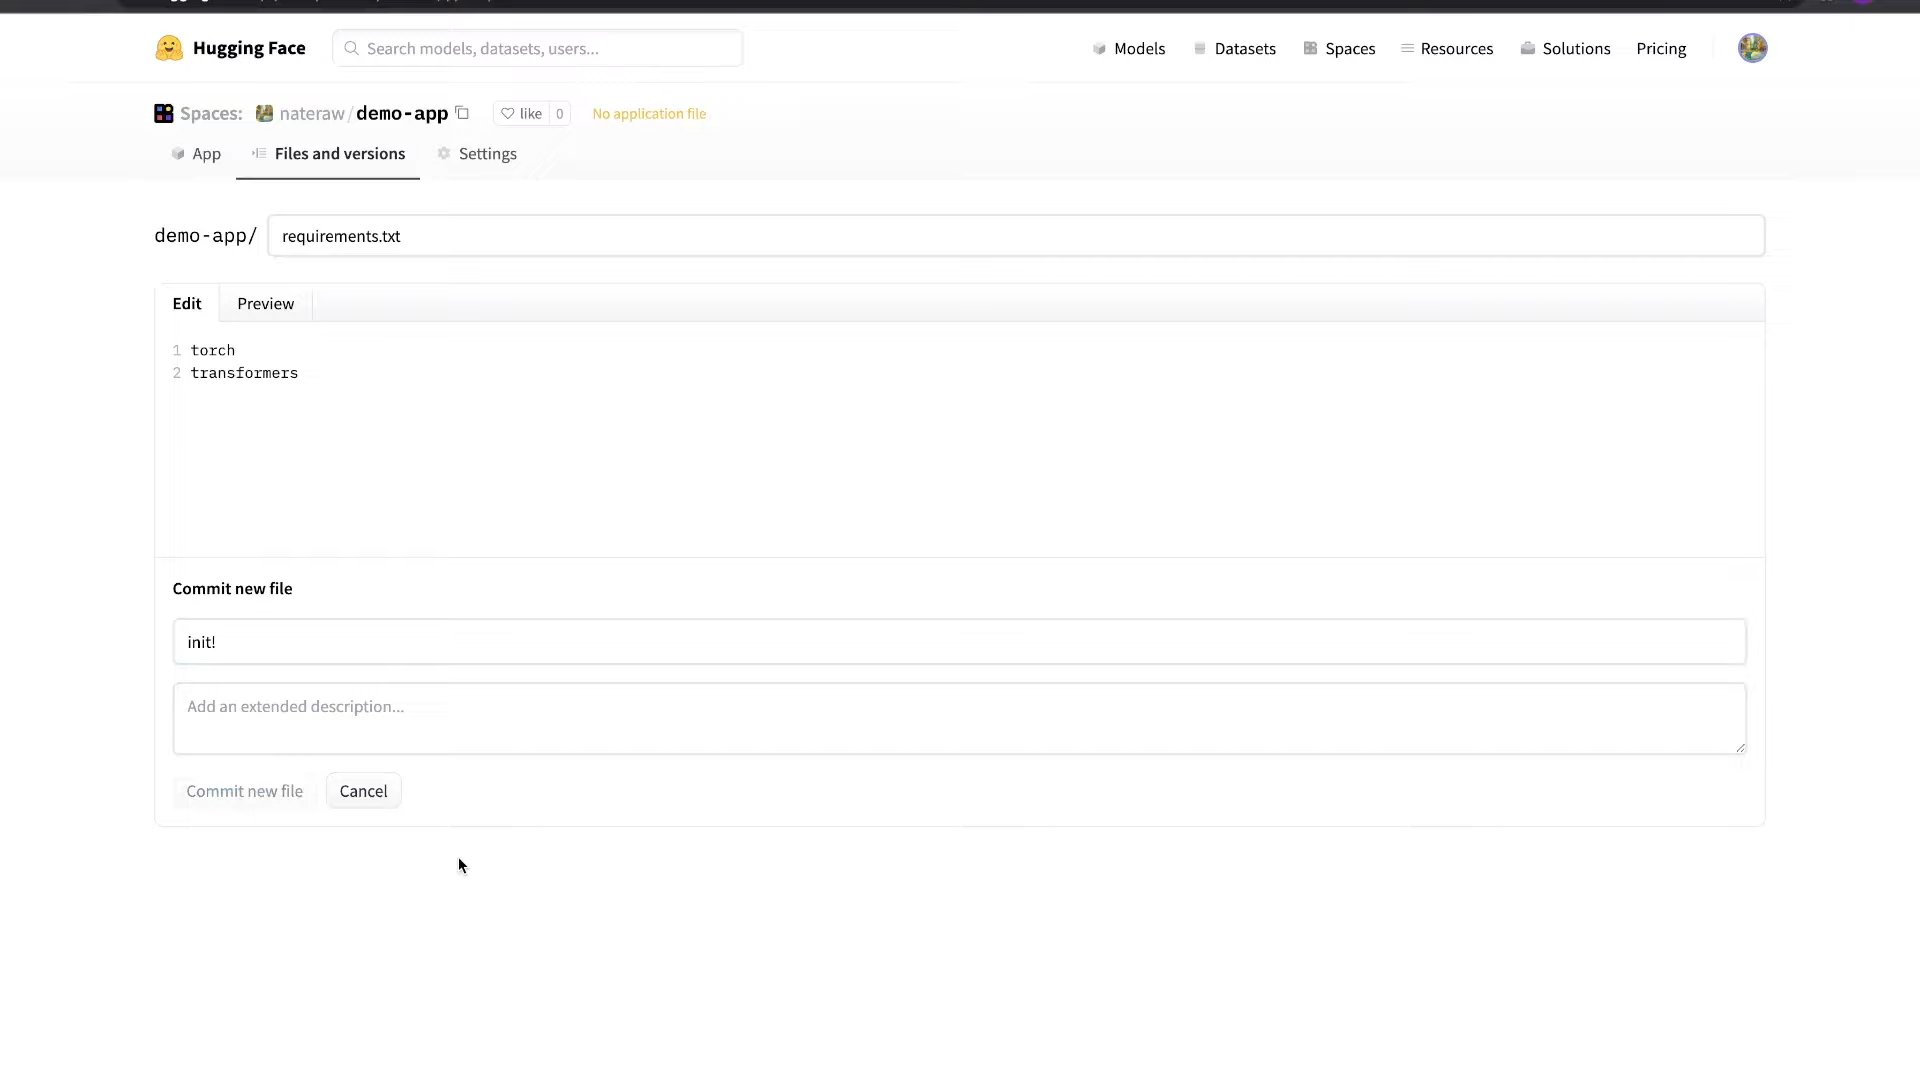 Hugging Face
Search models, datasets, users...
Models
Datasets
Spaces
Resources
Solutions
Pricing
Spaces: nateraw/demo-app
like 0
No application file
App
Files and versions
Settings
demo-app/ requirements.txt
Edit
Preview
1 torch
2 transformers
Commit new file
init!
Add an extended description...
Commit new file
Cancel